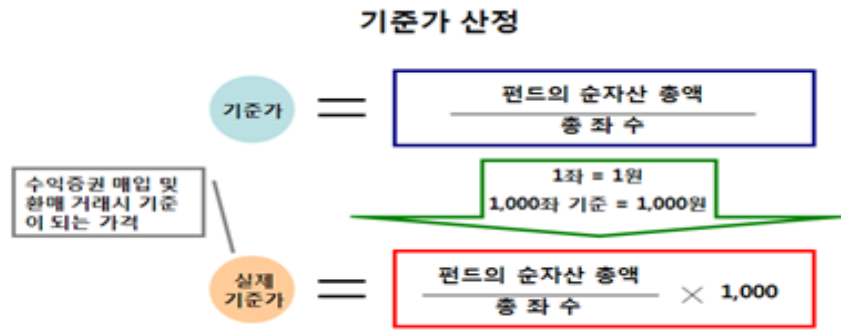 기준가 산정
기준가
=
펀드의 순자산 총액
총 좌 수
1좌 = 1원
1,000좌 기준 = 1,000원
수익증권 매입 및
환매 거래시 기준
이 되는 가격
실제
기준가
=
펀드의 순자산 총액
총 좌 수
× 1,000